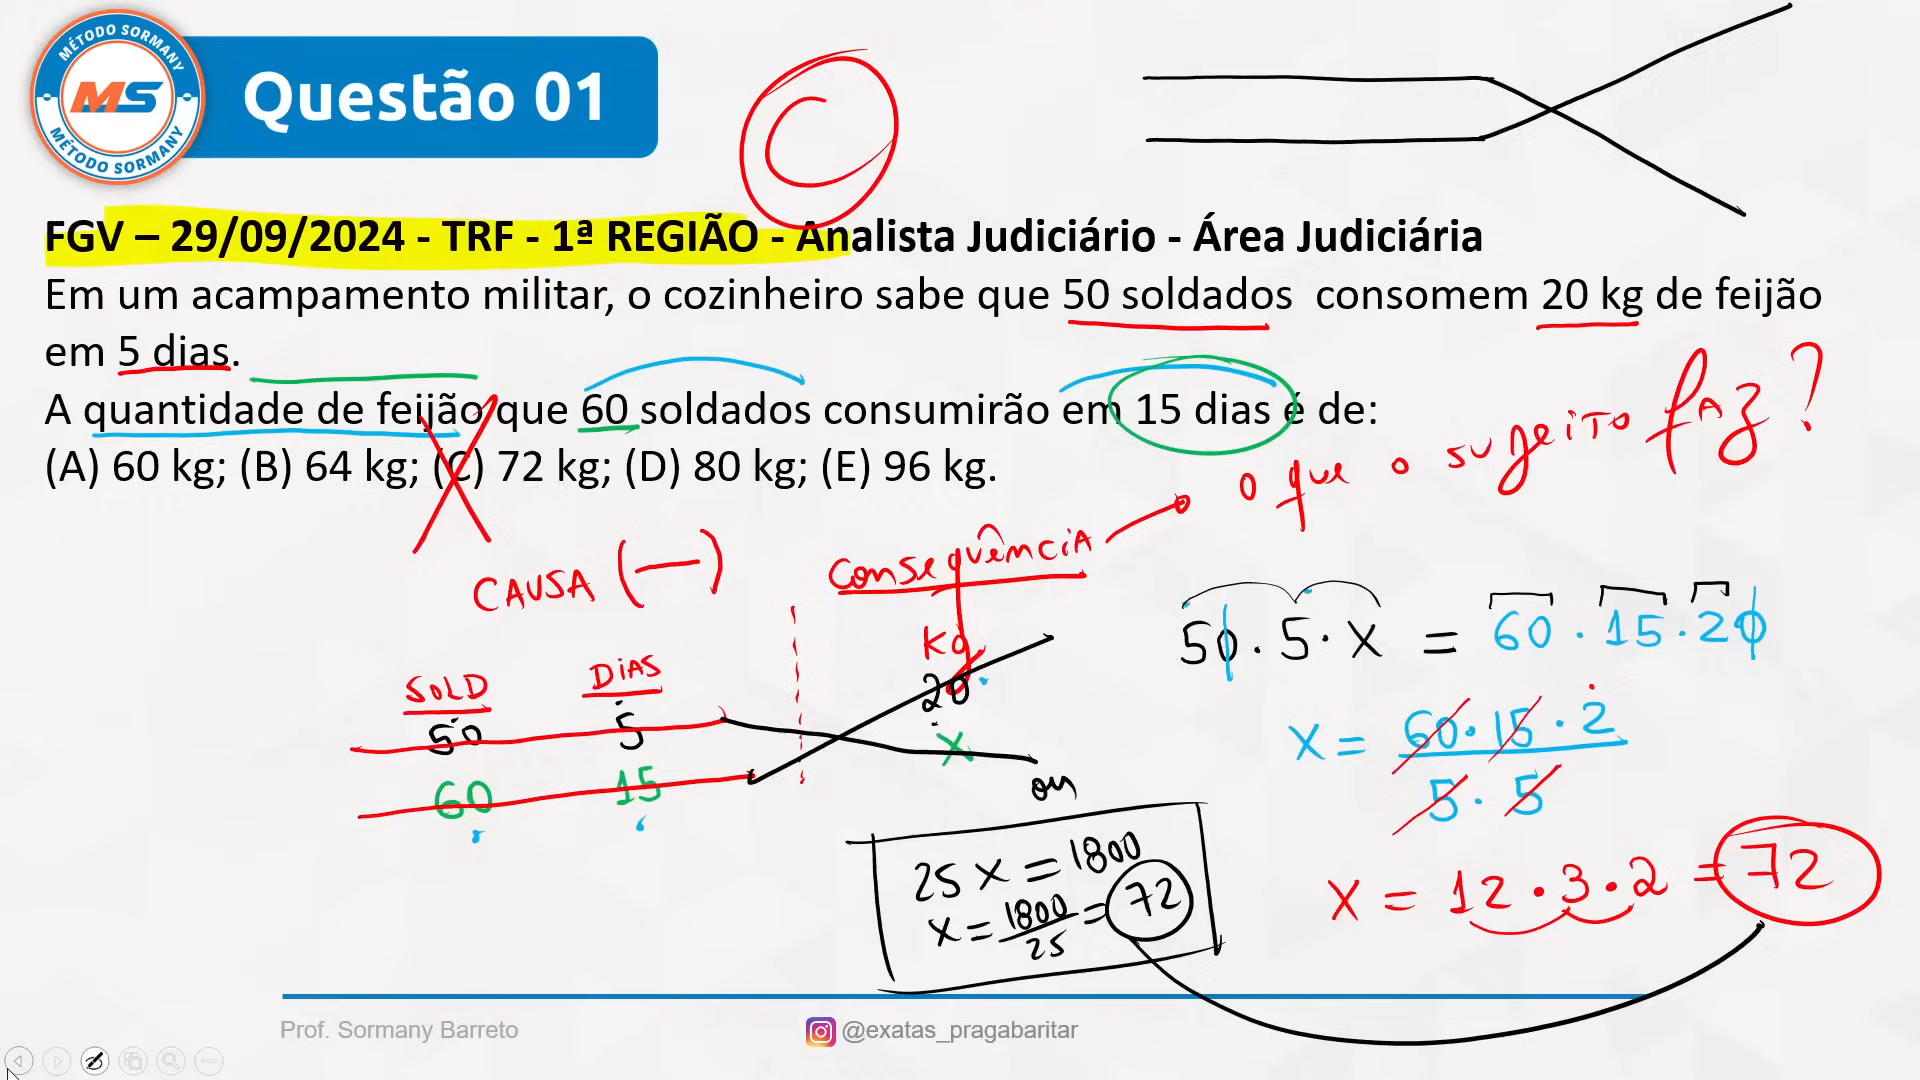 MÉTODO SORMANY
MS
MÉTODO SORMANY
Questão 01
C
FGV – 29/09/2024 - TRF - 1ª REGIÃO - Analista Judiciário - Área Judiciária
Em um acampamento militar, o cozinheiro sabe que 50 soldados consomem 20 kg de feijão
em 5 dias.
A quantidade de feijão que 60 soldados consumirão em 15 dias é de:
(A) 60 kg; (B) 64 kg; (C) 72 kg; (D) 80 kg; (E) 96 kg.
o que o sujeito faz?
CAUSA (—) Consequência
SOLD DIAS Kg
50 5 20
60 15 x
50 . 5 . x = 60 . 15 . 20
x = 60 . 15 . 2
5 . 5
x = 12 . 3 . 2 = 72
ou
25 x = 1800
x = 1800 = 72
25
Prof. Sormany Barreto
@exatas_pragabaritar